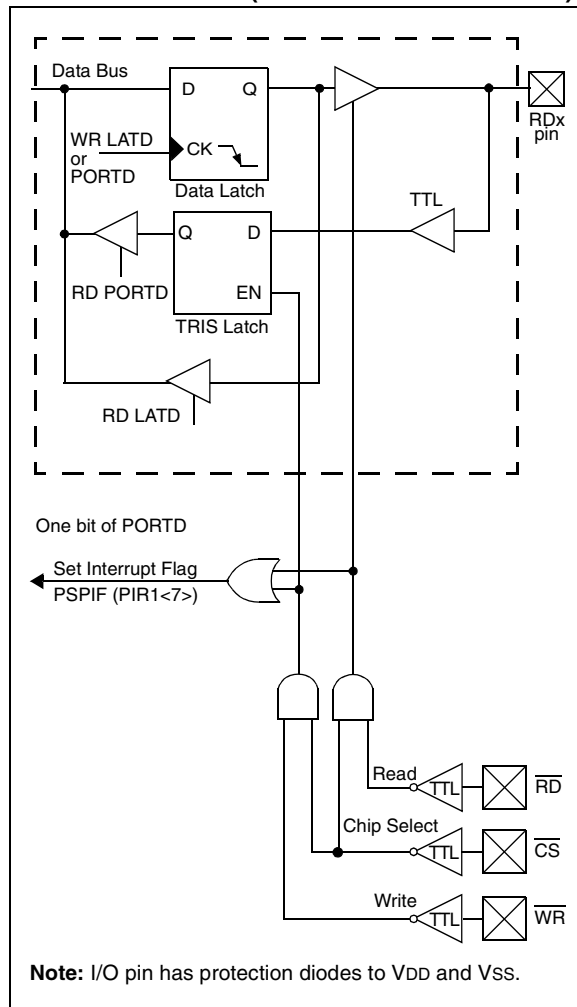 Data Bus
D
Q
RDx
pin
WR LATD
or
PORTD
CK
Data Latch
TTL
Q
D
RD PORTD
EN
TRIS Latch
RD LATD
One bit of PORTD
Set Interrupt Flag
PSPIF (PIR1<7>)
Read
TTL
RD
Chip Select
TTL
CS
Write
TTL
WR
Note: I/O pin has protection diodes to VDD and VSS.